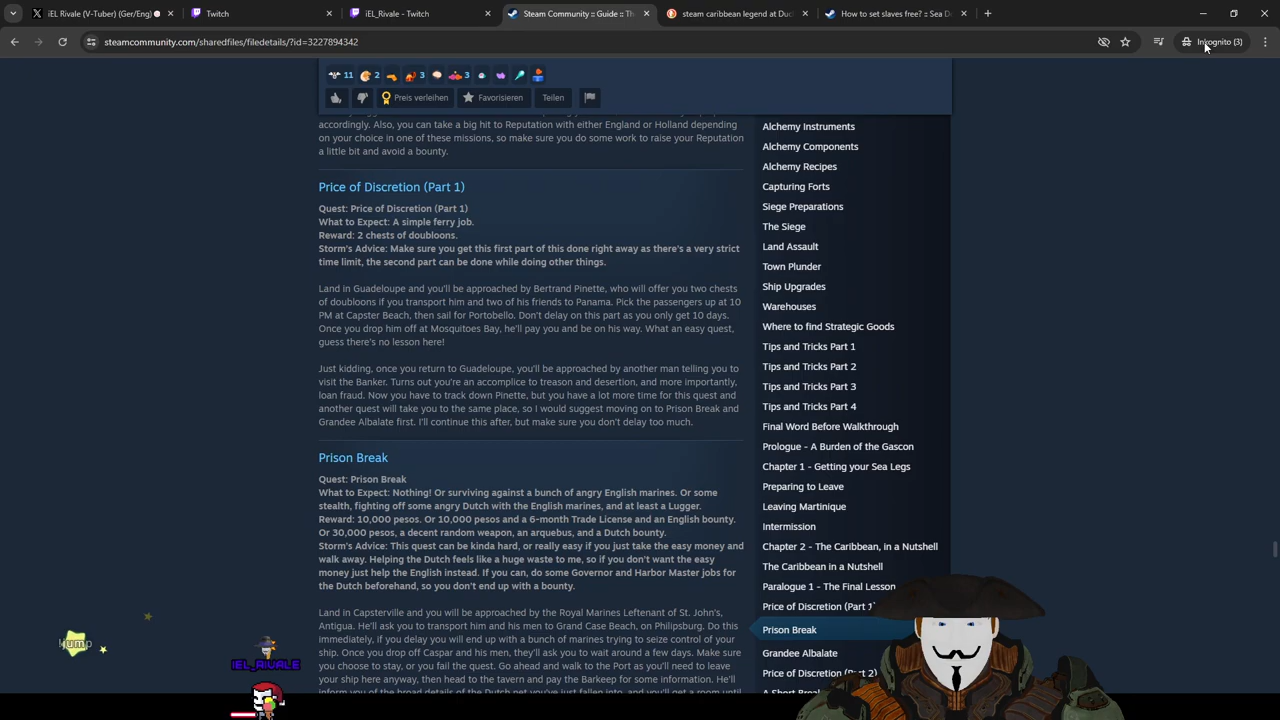 iEL_Rivale (V-Tuber) (Ger/Eng)
Twitch
iEL_Rivale - Twitch
Steam Community :: Guide :: Th
steam caribbean legend at Duc
How to set slaves free? :: Sea D
steamcommunity.com/sharedfiles/filedetails/?id=3227894342
Inkognito (3)
11
2
3
3
Preis verleihen
Favorisieren
Teilen
accordingly. Also, you can take a big hit to Reputation with either England or Holland depending
on your choice in one of these missions, so make sure you do some work to raise your Reputation
a little bit and avoid a bounty.
Price of Discretion (Part 1)
Quest: Price of Discretion (Part 1)
What to Expect: A simple ferry job.
Reward: 2 chests of doubloons.
Storm's Advice: Make sure you get this first part of this done right away as there's a very strict
time limit, the second part can be done while doing other things.
Land in Guadeloupe and you'll be approached by Bertrand Pinette, who will offer you two chests
of doubloons if you transport him and two of his friends to Panama. Pick the passengers up at 10
PM at Capster Beach, then sail for Portobello. Don't delay on this part as you only get 10 days.
Once you drop him off at Mosquitoes Bay, he'll pay you and be on his way. What an easy quest,
guess there's no lesson here!
Just kidding, once you return to Guadeloupe, you'll be approached by another man telling you to
visit the Banker. Turns out you're an accomplice to treason and desertion, and more importantly,
loan fraud. Now you have to track down Pinette, but you have a lot more time for this quest and
another quest will take you to the same place, so I would suggest moving on to Prison Break and
Grandee Albalate first. I'll continue this after, but make sure you don't delay too much.
Prison Break
Quest: Prison Break
What to Expect: Nothing! Or surviving against a bunch of angry English marines. Or some
stealth, fighting off some angry Dutch with the English marines, and at least a Lugger.
Reward: 10,000 pesos. Or 10,000 pesos and a 6-month Trade License and an English bounty.
Or 30,000 pesos, a decent random weapon, an arquebus, and a Dutch bounty.
Storm's Advice: This quest can be kinda hard, or really easy if you just take the easy money and
walk away. Helping the Dutch feels like a huge waste to me, so if you don't want the easy
money just help the English instead. If you can, do some Governor and Harbor Master jobs for
the Dutch beforehand, so you don't end up with a bounty.
Land in Capsterville and you will be approached by the Royal Marines Leftenant of St. John's,
Antigua. He'll ask you to transport him and his men to Grand Case Beach, on Philipsburg. Do this
immediately, if you delay you will end up with a bunch of marines trying to seize control of your
ship. Once you drop off Caspar and his men, they'll ask you to wait around a few days. Make sure
you choose to stay, or you fail the quest. Go ahead and walk to the Port as you'll need to leave
your ship here anyway, then head to the tavern and pay the Barkeep for some information. He'll
inform you of the broad details of the Dutch net you've just fallen into, and you'll get a room until
Alchemy Instruments
Alchemy Components
Alchemy Recipes
Capturing Forts
Siege Preparations
The Siege
Land Assault
Town Plunder
Ship Upgrades
Warehouses
Where to find Strategic Goods
Tips and Tricks Part 1
Tips and Tricks Part 2
Tips and Tricks Part 3
Tips and Tricks Part 4
Final Word Before Walkthrough
Prologue - A Burden of the Gascon
Chapter 1 - Getting your Sea Legs
Preparing to Leave
Leaving Martinique
Intermission
Chapter 2 - The Caribbean, in a Nutshell
The Caribbean in a Nutshell
Paralogue 1 - The Final Lesson
Price of Discretion (Part 1)
Prison Break
Grandee Albalate
Price of Discretion (Part 2)
A Short Brea
Hump
iEL_RIVALE